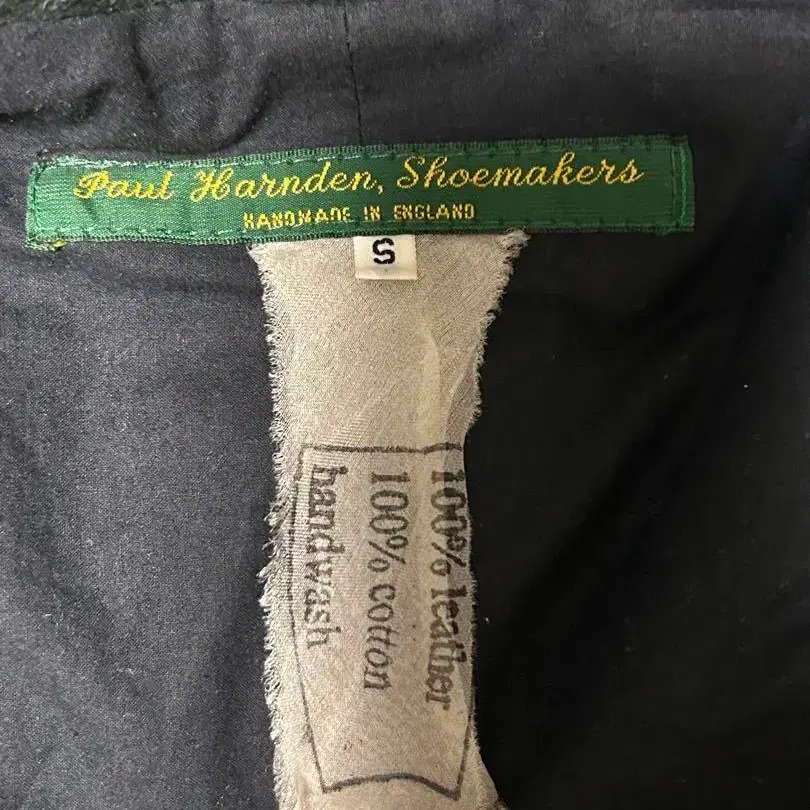 Paul Harnden, Shoemakers
HANDMADE IN ENGLAND
S
100% leather
100% cotton
handwash